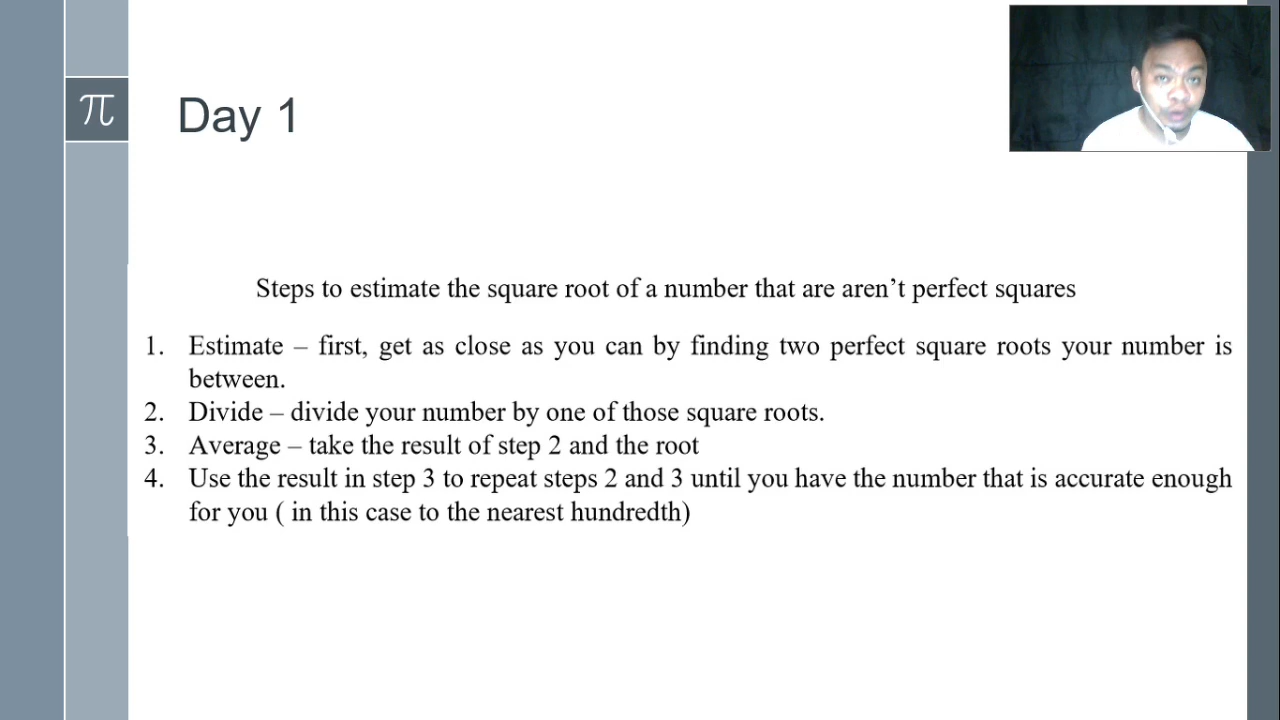 π
Day 1
Steps to estimate the square root of a number that are aren’t perfect squares
1. Estimate – first, get as close as you can by finding two perfect square roots your number is
between.
2. Divide – divide your number by one of those square roots.
3. Average – take the result of step 2 and the root
4. Use the result in step 3 to repeat steps 2 and 3 until you have the number that is accurate enough
for you ( in this case to the nearest hundredth)